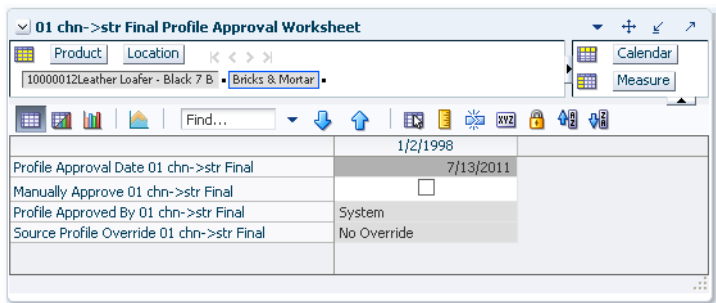 01 chn->str Final Profile Approval Worksheet
Product Location
Calendar
10000012Leather Loafer - Black 7 B Bricks & Mortar
Measure
Find...
XYZ
A Z
Z A
1/2/1998
Profile Approval Date 01 chn->str Final 7/13/2011
Manually Approve 01 chn->str Final
Profile Approved By 01 chn->str Final System
Source Profile Override 01 chn->str Final No Override